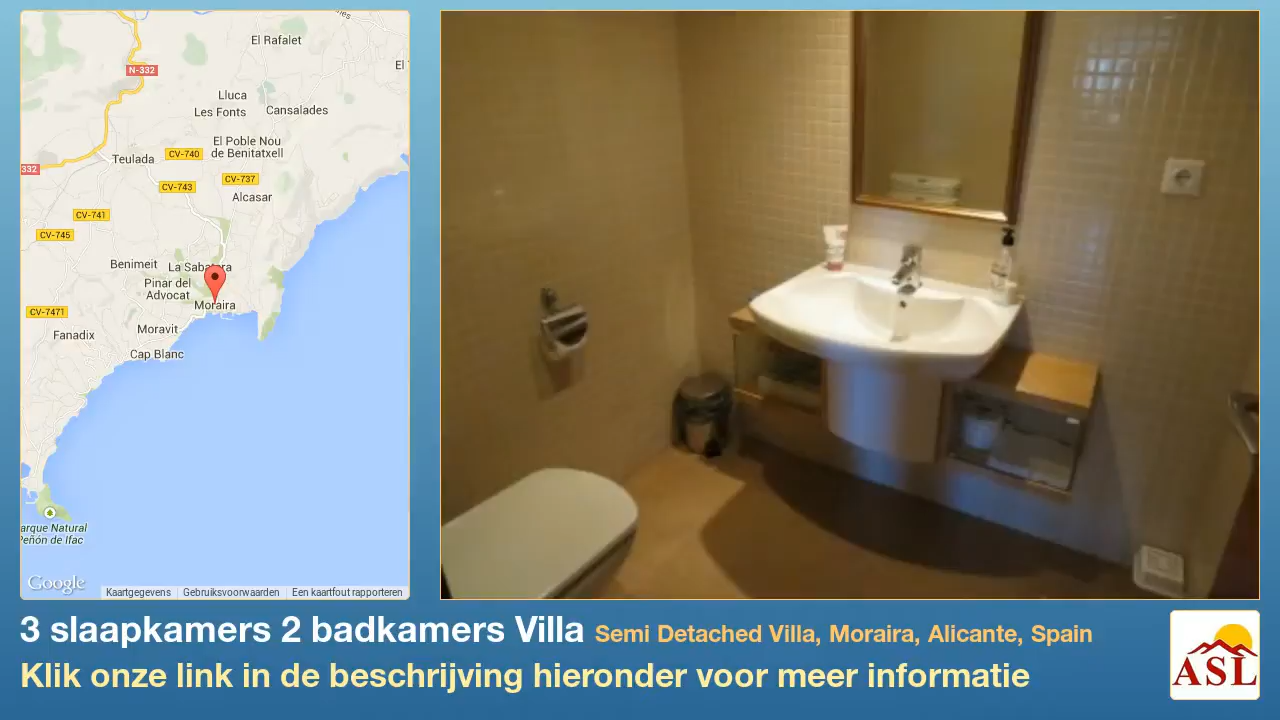 les
El Rafalet
El
N-332
Lluca
Les Fonts
Cansalades
El Poble Nou
de Benitatxell
CV-740
Teulada
332
CV-737
CV-743
Alcasar
CV-741
CV-745
Benimeit
La Sabatera
Pinar del
Advocat
Moraira
CV-7471
Moravit
Fanadix
Cap Blanc
arque Natural
Peñón de Ifac
Google
Kaartgegevens
Gebruiksvoorwaarden
Een kaartfout rapporteren
3 slaapkamers 2 badkamers Villa Semi Detached Villa, Moraira, Alicante, Spain
Klik onze link in de beschrijving hieronder voor meer informatie
ASL